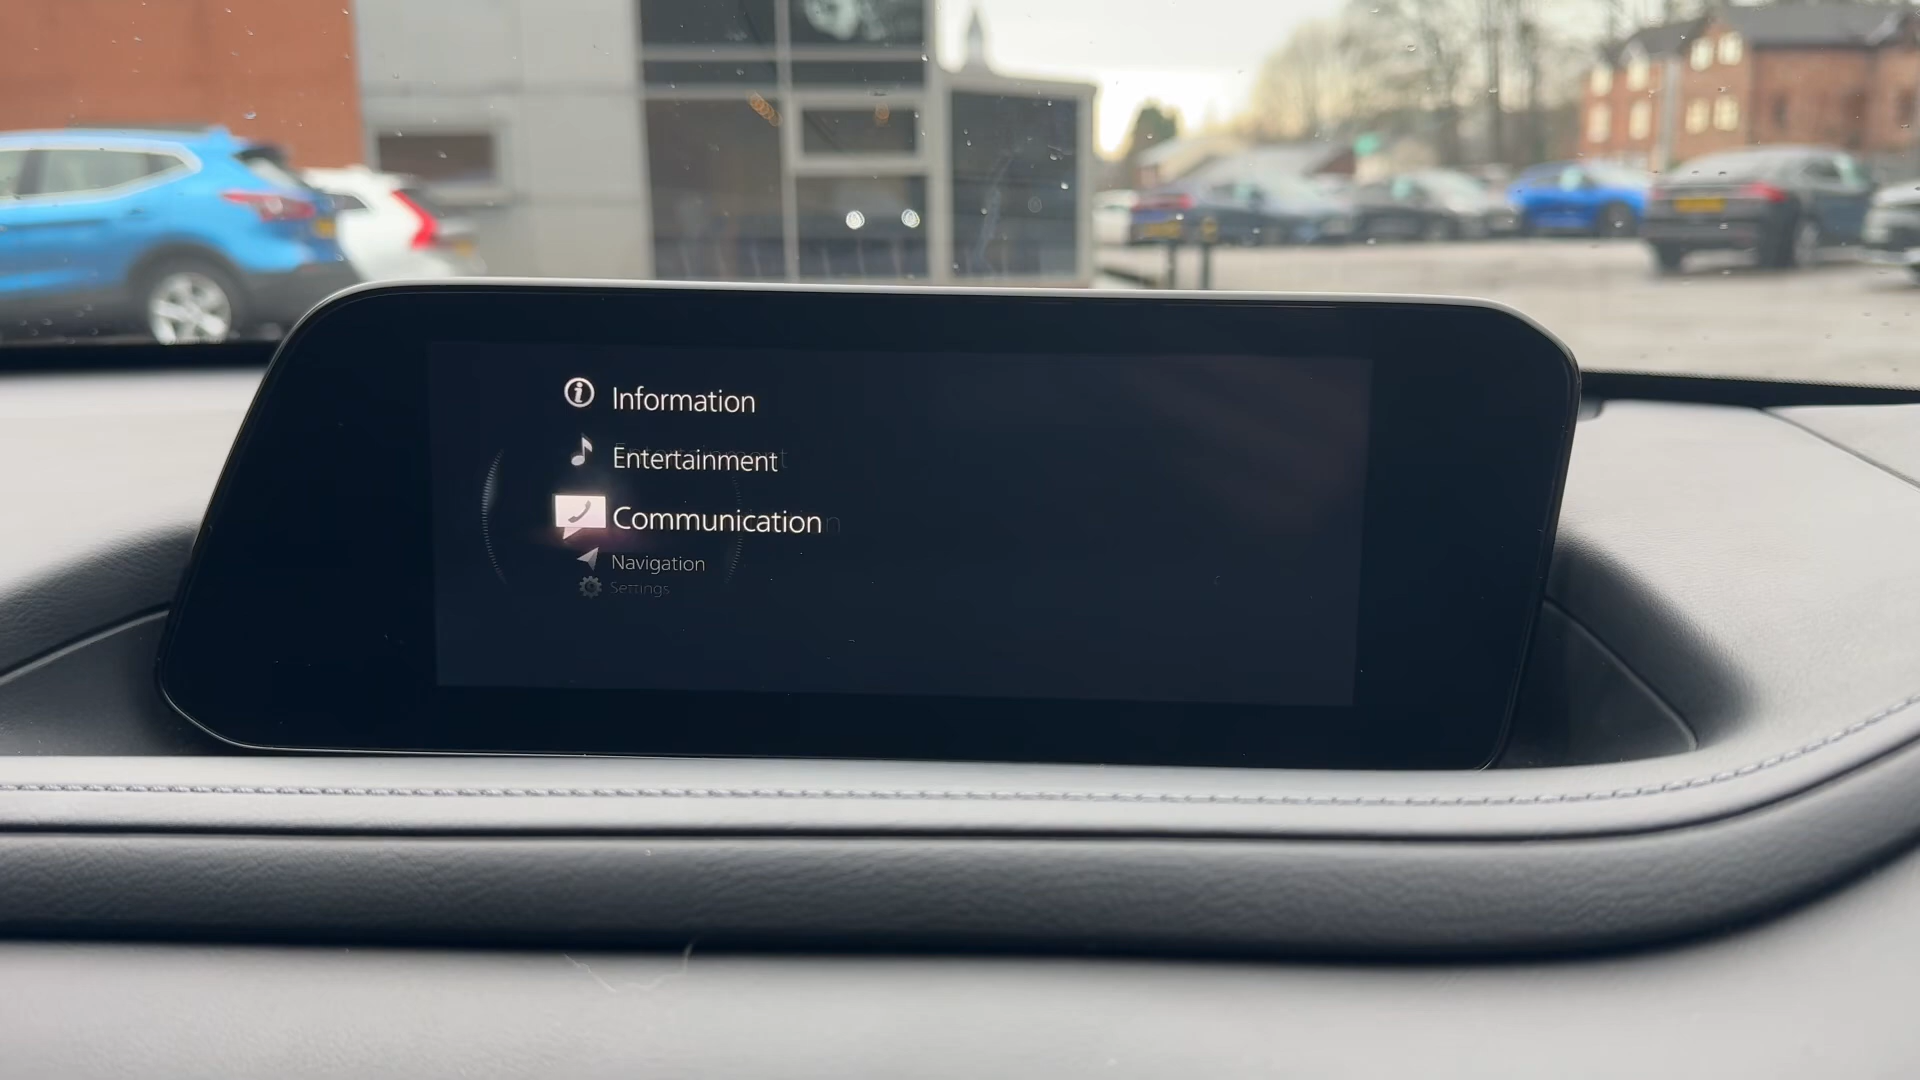 Information
Entertainment
Communication
Navigation
Settings